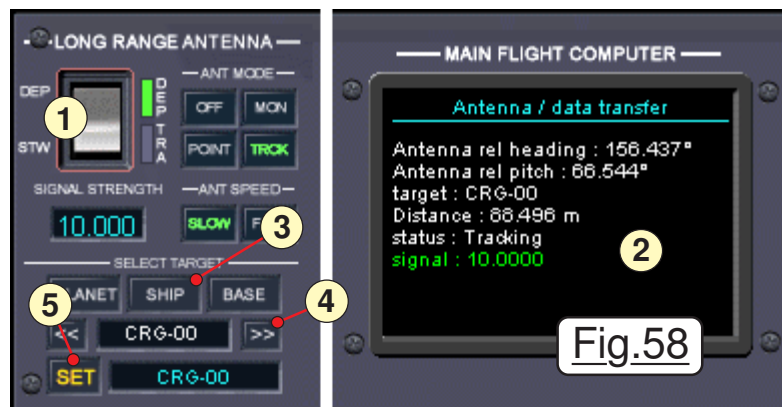 LONG RANGE ANTENNA
DEP
STW
1
DEP
TRA
ANT MODE
OFF MON
POINT TRCK
SIGNAL STRENGTH
10.000
ANT SPEED
SLOW
3
SELECT TARGET
SHIP BASE
5
4
<< CRG-00 >>
SET CRG-00
MAIN FLIGHT COMPUTER
Antenna / data transfer
Antenna rel heading : 156.437°
Antenna rel pitch : 66.544°
target : CRG-00
Distance : 88.496 m
status : Tracking
signal : 10.0000
2
Fig.58